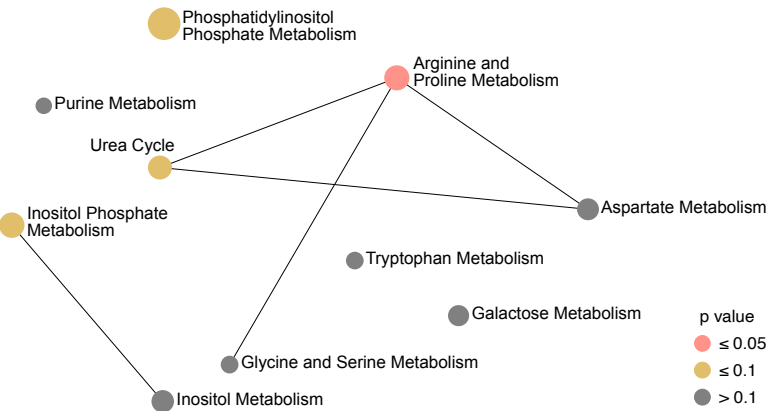 Phosphatidylinositol
Phosphate Metabolism
Arginine and
Proline Metabolism
Purine Metabolism
Urea Cycle
Inositol Phosphate
Metabolism
Aspartate Metabolism
Tryptophan Metabolism
Galactose Metabolism
Glycine and Serine Metabolism
Inositol Metabolism
p value
≤ 0.05
≤ 0.1
> 0.1